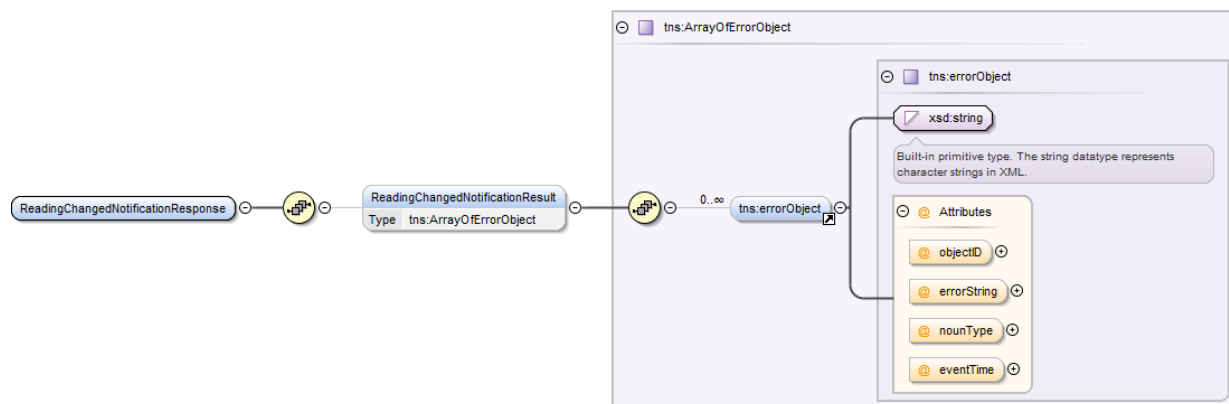 tns:ArrayOfErrorObject
tns:errorObject
xsd:string
Built-in primitive type. The string datatype represents
character strings in XML.
ReadingChangedNotificationResponse
ReadingChangedNotificationResult
Type tns:ArrayOfErrorObject
0..∞
tns:errorObject
@ Attributes
@ objectID
@ errorString
@ nounType
@ eventTime